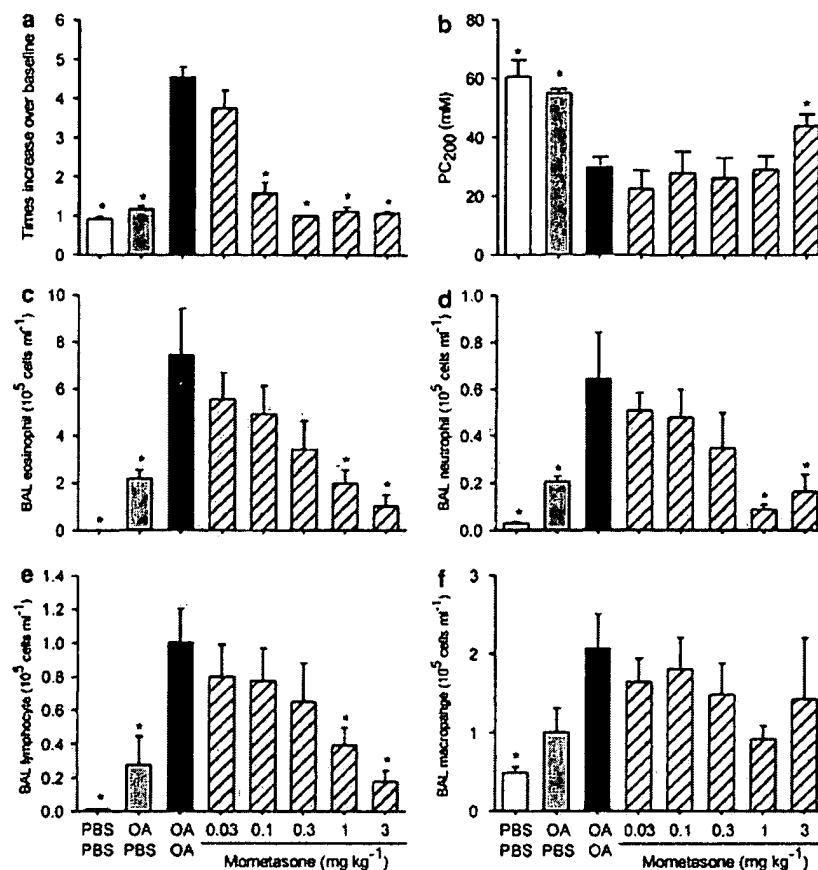 a
Times increase over baseline
6
5
4
3
2
1
0
* * * * * *
b
PC200 (mM)
80
60
40
20
0
* * *
c
BAL eosinophil (10^5 cells ml^-1)
10
8
6
4
2
0
* * * *
d
BAL neutrophil (10^5 cells ml^-1)
1.0
0.8
0.6
0.4
0.2
0.0
* * * *
e
BAL lymphocyte (10^5 cells ml^-1)
1.4
1.2
1.0
0.8
0.6
0.4
0.2
0.0
* * * *
f
BAL macropange (10^5 cells ml^-1)
3
2
1
0
*
PBS OA OA 0.03 0.1 0.3 1 3
PBS PBS OA Mometasone (mg kg^-1)
PBS OA OA 0.03 0.1 0.3 1 3
PBS PBS OA Mometasone (mg kg^-1)